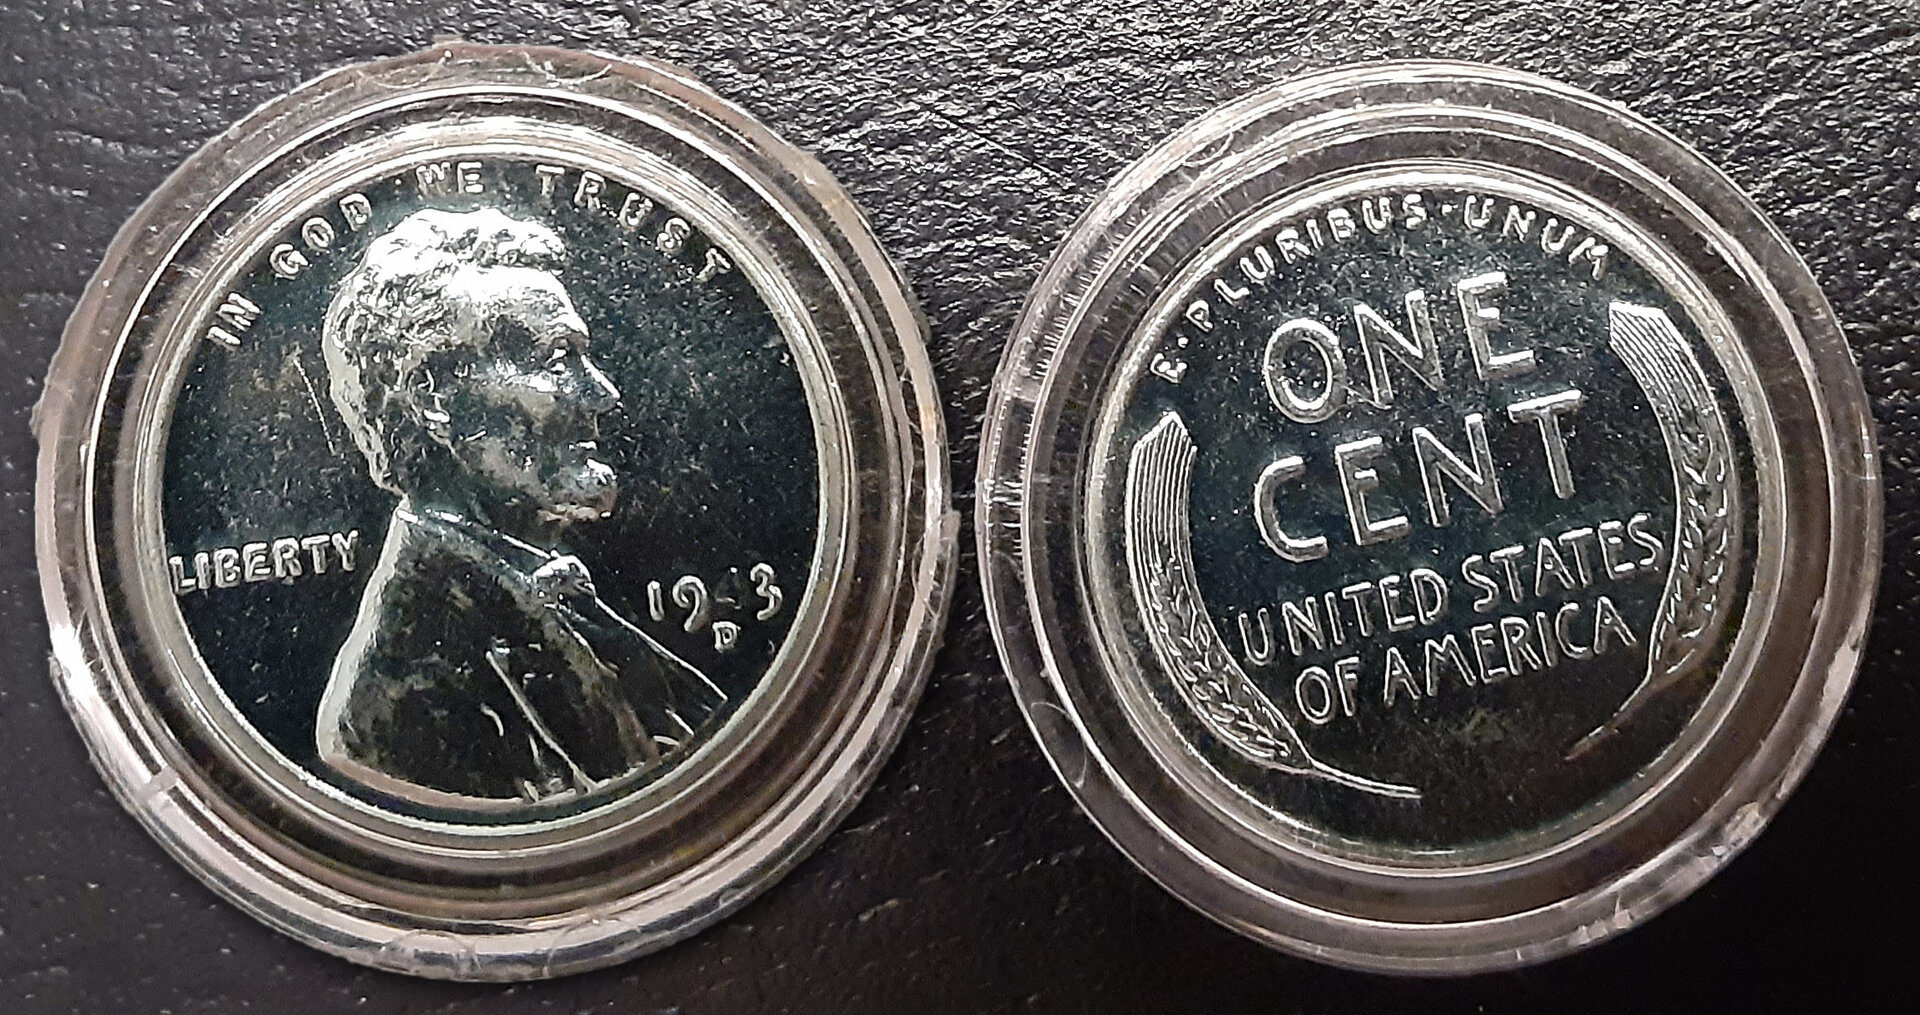 IN GOD WE TRUST
LIBERTY
1943
D
E·PLURIBUS·UNUM
ONE
CENT
UNITED STATES
OF AMERICA